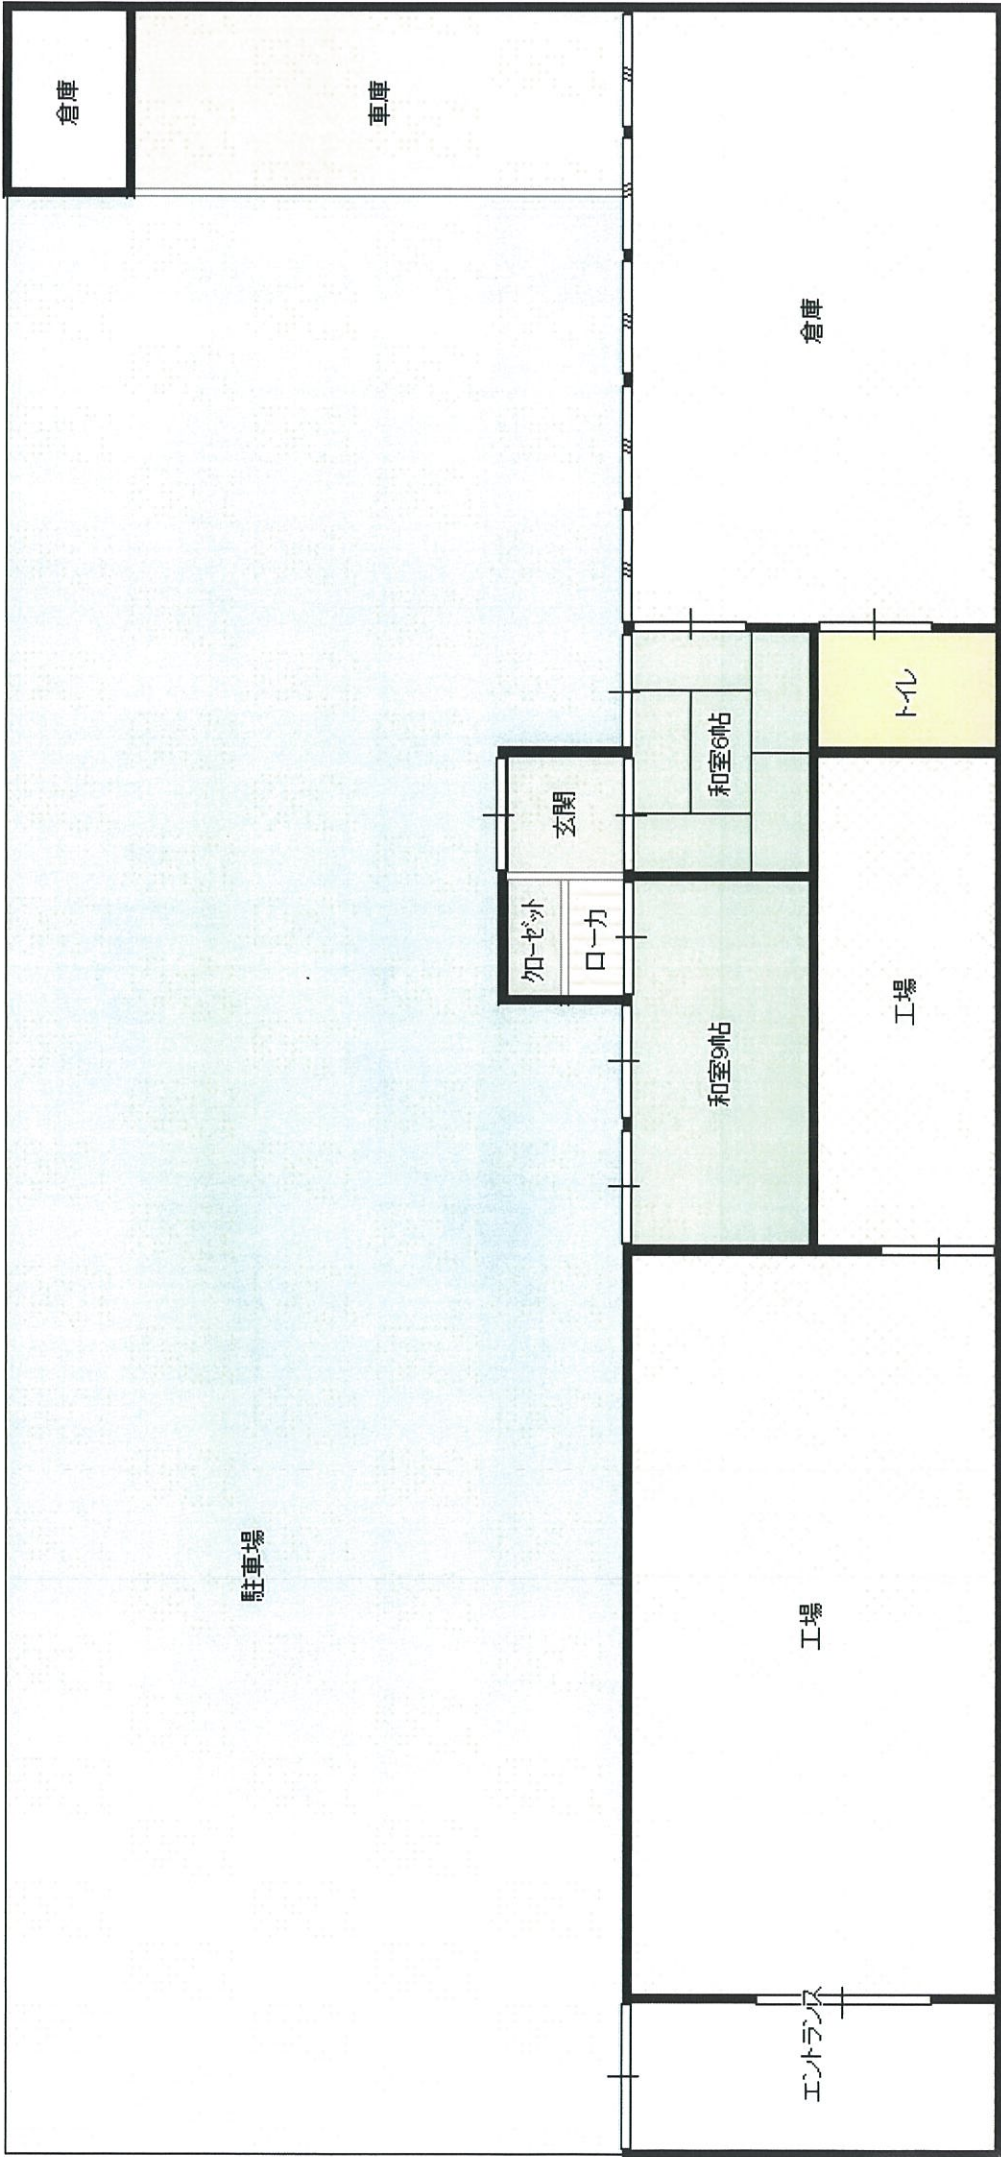 倉庫
車庫
倉庫
トイレ
和室6帖
玄関
クローゼット
ローカ
和室9帖
工場
駐車場
工場
エントランス